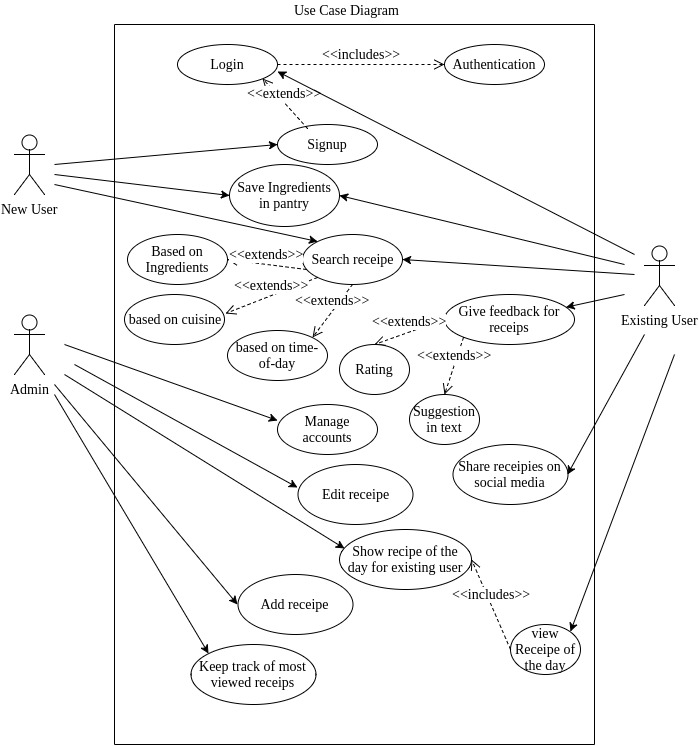 Use Case Diagram
Login
<<includes>>
Authentication
<<extends>>
Signup
New User
Save Ingredients
in pantry
Based on
Ingredients
<<extends>>
Search receipe
<<extends>>
<<extends>>
based on cuisine
based on time-
of-day
Give feedback for
receips
Existing User
<<extends>>
<<extends>>
Rating
Admin
Suggestion
in text
Manage
accounts
Share receipies on
social media
Edit receipe
Show recipe of the
day for existing user
<<includes>>
Add receipe
view
Receipe of
the day
Keep track of most
viewed receips